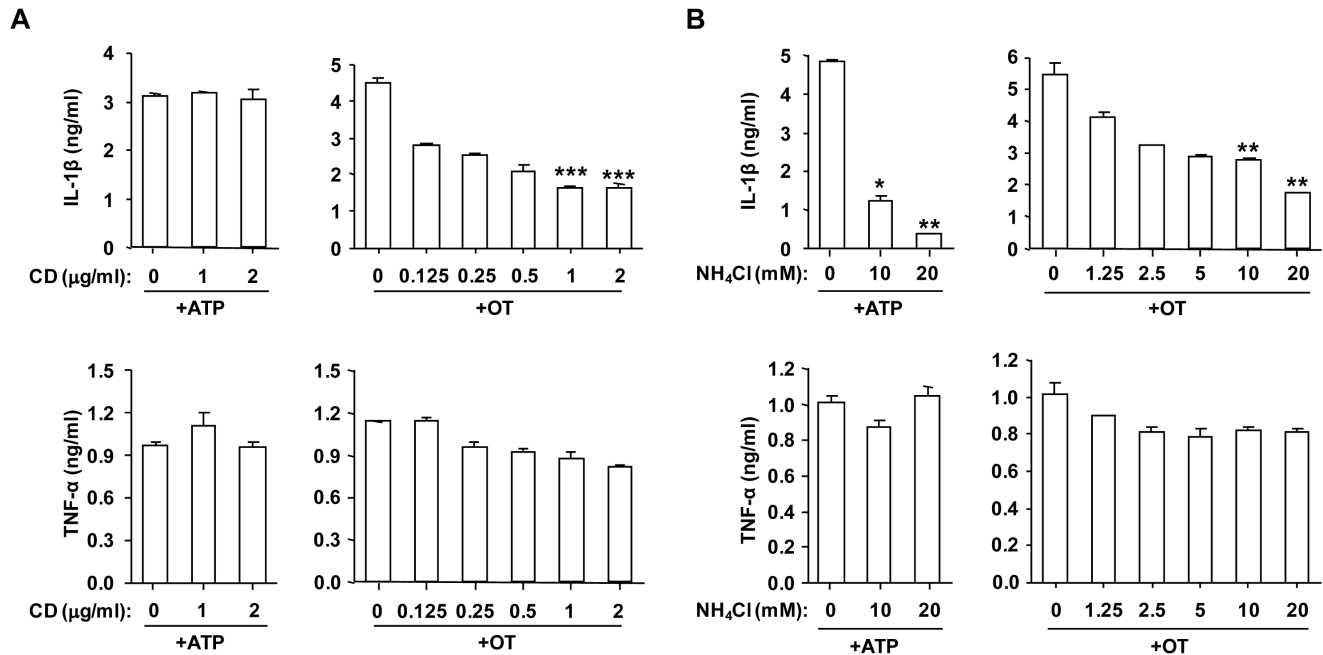 A
IL-1β (ng/ml)
4
3
2
1
0
CD (μg/ml): 0 1 2
+ATP
5
4
3
2
1
0
*** ***
0 0.125 0.25 0.5 1 2
+OT
TNF-α (ng/ml)
1.5
1.2
0.9
0.6
0.3
0.0
CD (μg/ml): 0 1 2
+ATP
1.5
1.2
0.9
0.6
0.3
0.0
0 0.125 0.25 0.5 1 2
+OT
B
IL-1β (ng/ml)
5
4
3
2
1
0
* **
NH₄Cl (mM): 0 10 20
+ATP
6
5
4
3
2
1
0
** **
0 1.25 2.5 5 10 20
+OT
TNF-α (ng/ml)
1.2
1.0
0.8
0.6
0.4
0.2
0.0
NH₄Cl (mM): 0 10 20
+ATP
1.2
1.0
0.8
0.6
0.4
0.2
0.0
0 1.25 2.5 5 10 20
+OT